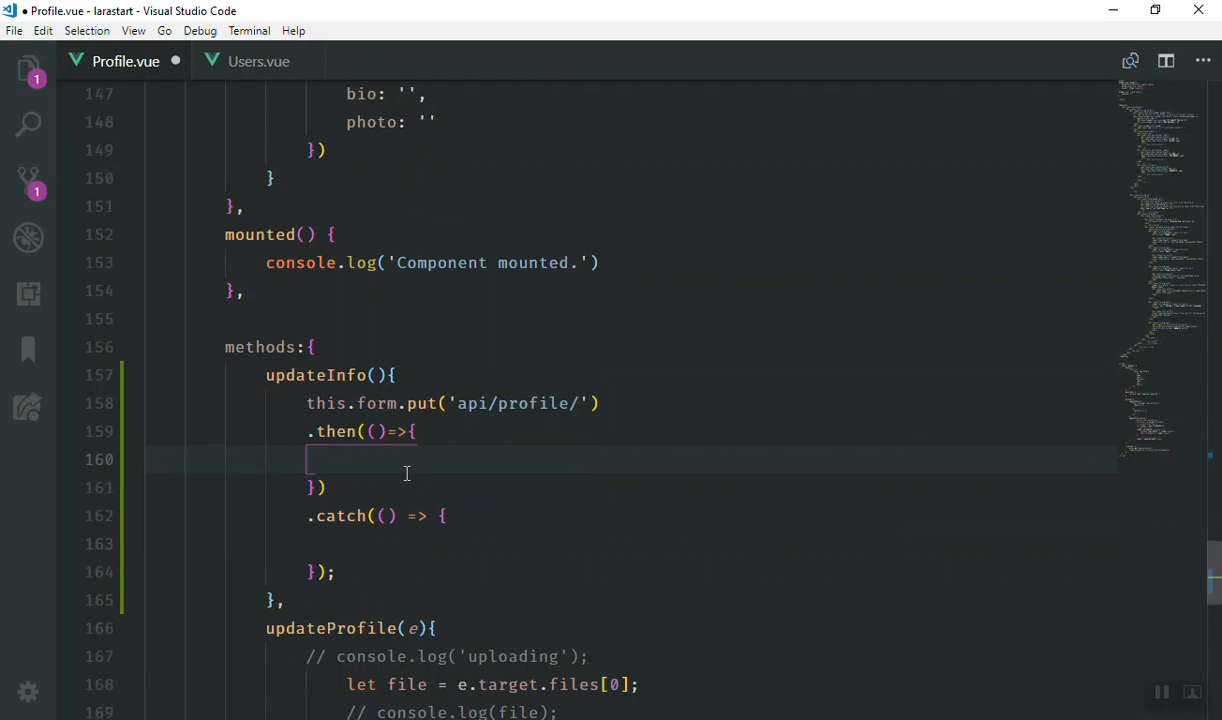 ● Profile.vue - larastart - Visual Studio Code
File Edit Selection View Go Debug Terminal Help
Profile.vue Users.vue
1
1
147 bio: '',
148 photo: ''
149 })
150 }
151 },
152 mounted() {
153 console.log('Component mounted.')
154 },
155
156 methods:{
157 updateInfo(){
158 this.form.put('api/profile/')
159 .then(()=>{
160
161 })
162 .catch(() => {
163
164 });
165 },
166 updateProfile(e){
167 // console.log('uploading');
168 let file = e.target.files[0];
169 // console.log(file);